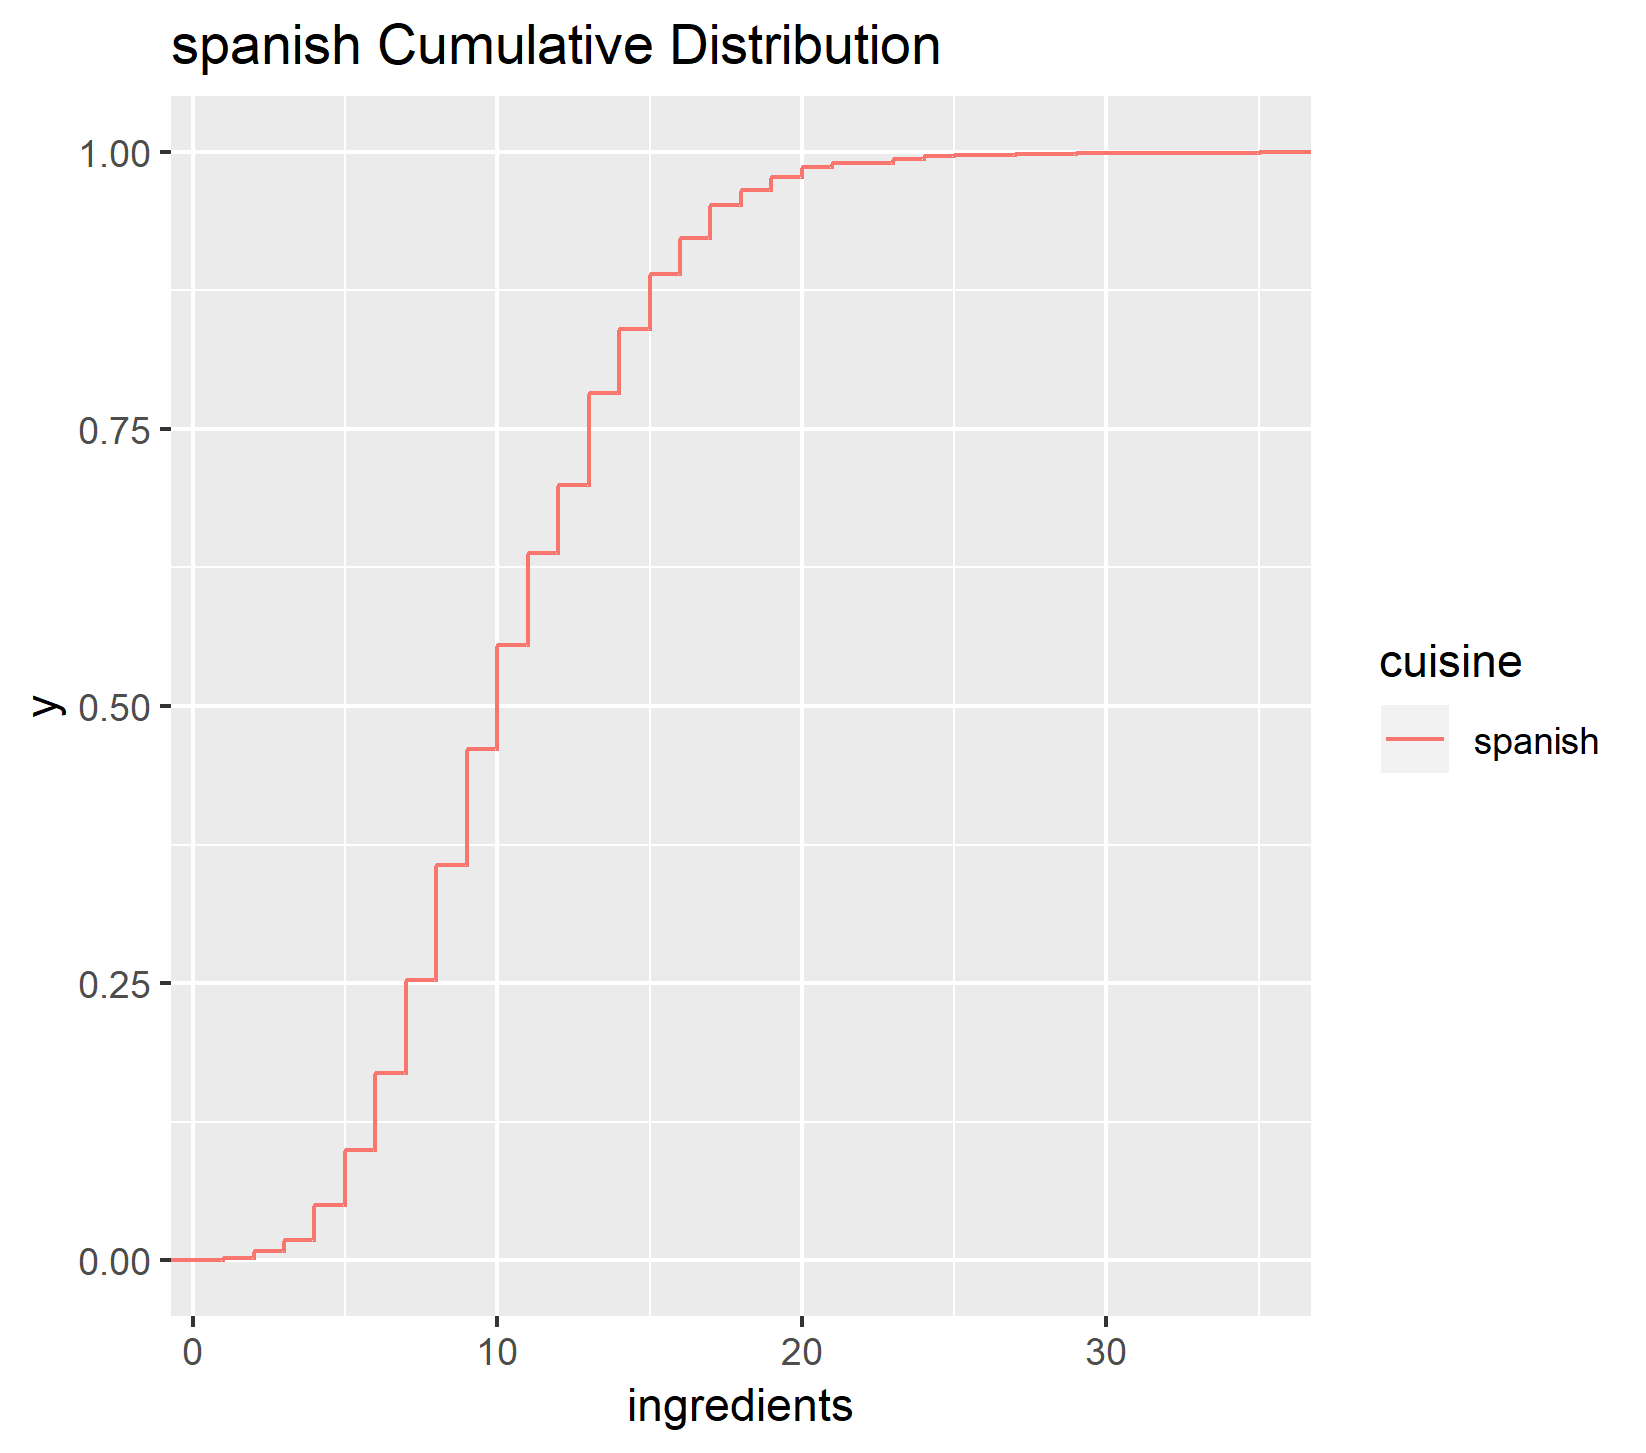 spanish Cumulative Distribution
1.00
0.75
0.50
0.25
0.00
y
0 10 20 30
ingredients
cuisine
spanish